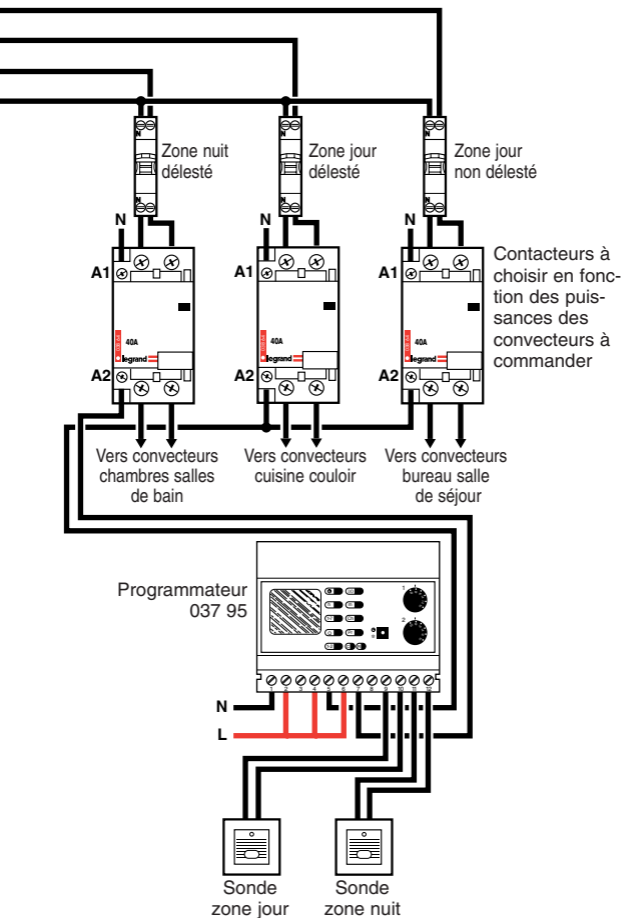 Zone nuit
délesté
Zone jour
délesté
Zone jour
non délesté
N
N
N
N
N
N
N
N
N
A1
A1
A1
Contacteurs à
choisir en fonc-
tion des puis-
sances des
convecteurs à
commander
40A
40A
40A
legrand
legrand
legrand
A2
A2
A2
Vers convecteurs
chambres salles
de bain
Vers convecteurs
cuisine couloir
Vers convecteurs
bureau salle
de séjour
Programmateur
037 95
1
2
1 2 3 4 5 6 7 8 9 10 11 12
N
L
Sonde
zone jour
Sonde
zone nuit